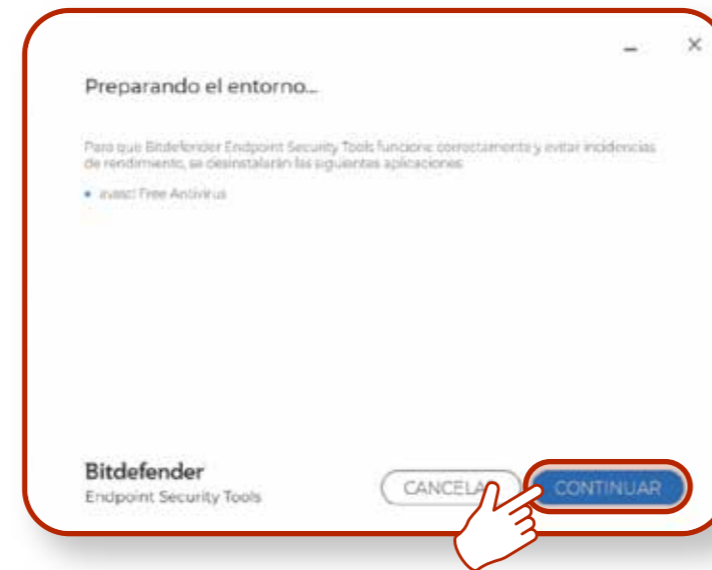 Preparando el entorno...
Para que Bitdefender Endpoint Security Tools funcione correctamente y evitar incidencias
de rendimiento, se desinstalarán las siguientes aplicaciones
• avast! Free Antivirus
Bitdefender
Endpoint Security Tools
CANCELA
CONTINUAR